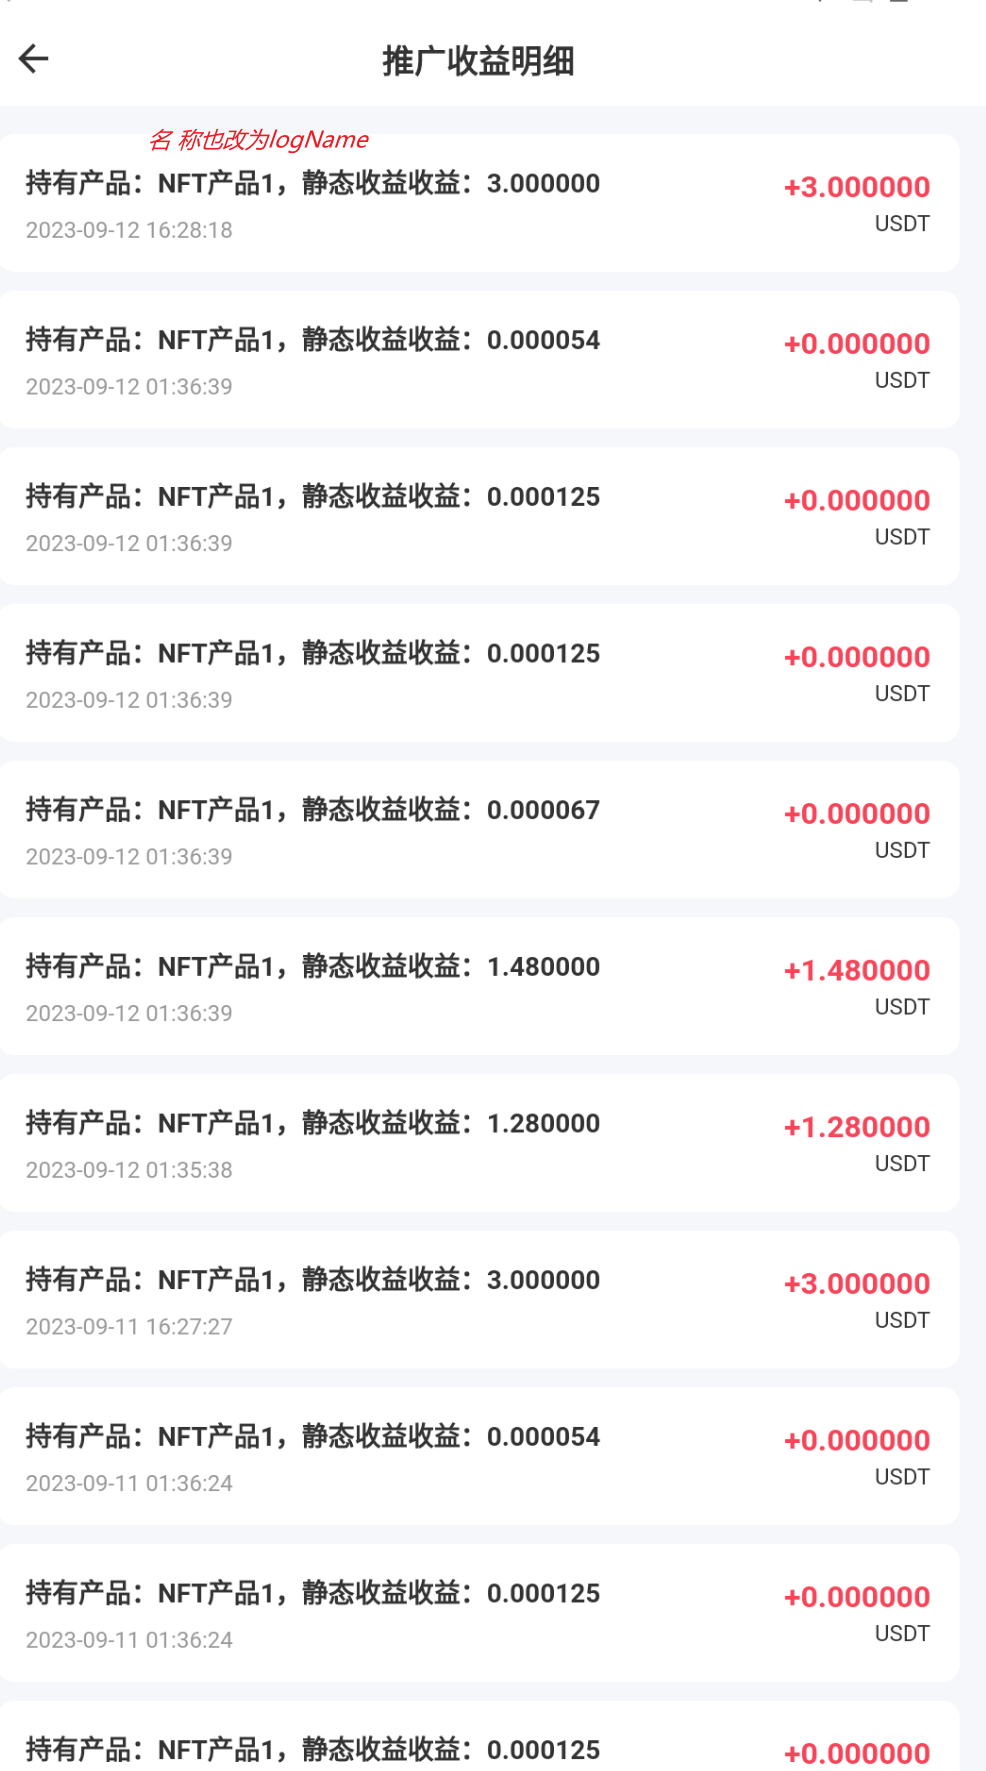 推广收益明细
名 称也改为logName
持有产品：NFT产品1，静态收益收益：3.000000
+3.000000
2023-09-12 16:28:18
USDT
持有产品：NFT产品1，静态收益收益：0.000054
+0.000000
2023-09-12 01:36:39
USDT
持有产品：NFT产品1，静态收益收益：0.000125
+0.000000
2023-09-12 01:36:39
USDT
持有产品：NFT产品1，静态收益收益：0.000125
+0.000000
2023-09-12 01:36:39
USDT
持有产品：NFT产品1，静态收益收益：0.000067
+0.000000
2023-09-12 01:36:39
USDT
持有产品：NFT产品1，静态收益收益：1.480000
+1.480000
2023-09-12 01:36:39
USDT
持有产品：NFT产品1，静态收益收益：1.280000
+1.280000
2023-09-12 01:35:38
USDT
持有产品：NFT产品1，静态收益收益：3.000000
+3.000000
2023-09-11 16:27:27
USDT
持有产品：NFT产品1，静态收益收益：0.000054
+0.000000
2023-09-11 01:36:24
USDT
持有产品：NFT产品1，静态收益收益：0.000125
+0.000000
2023-09-11 01:36:24
USDT
持有产品：NFT产品1，静态收益收益：0.000125
+0.000000